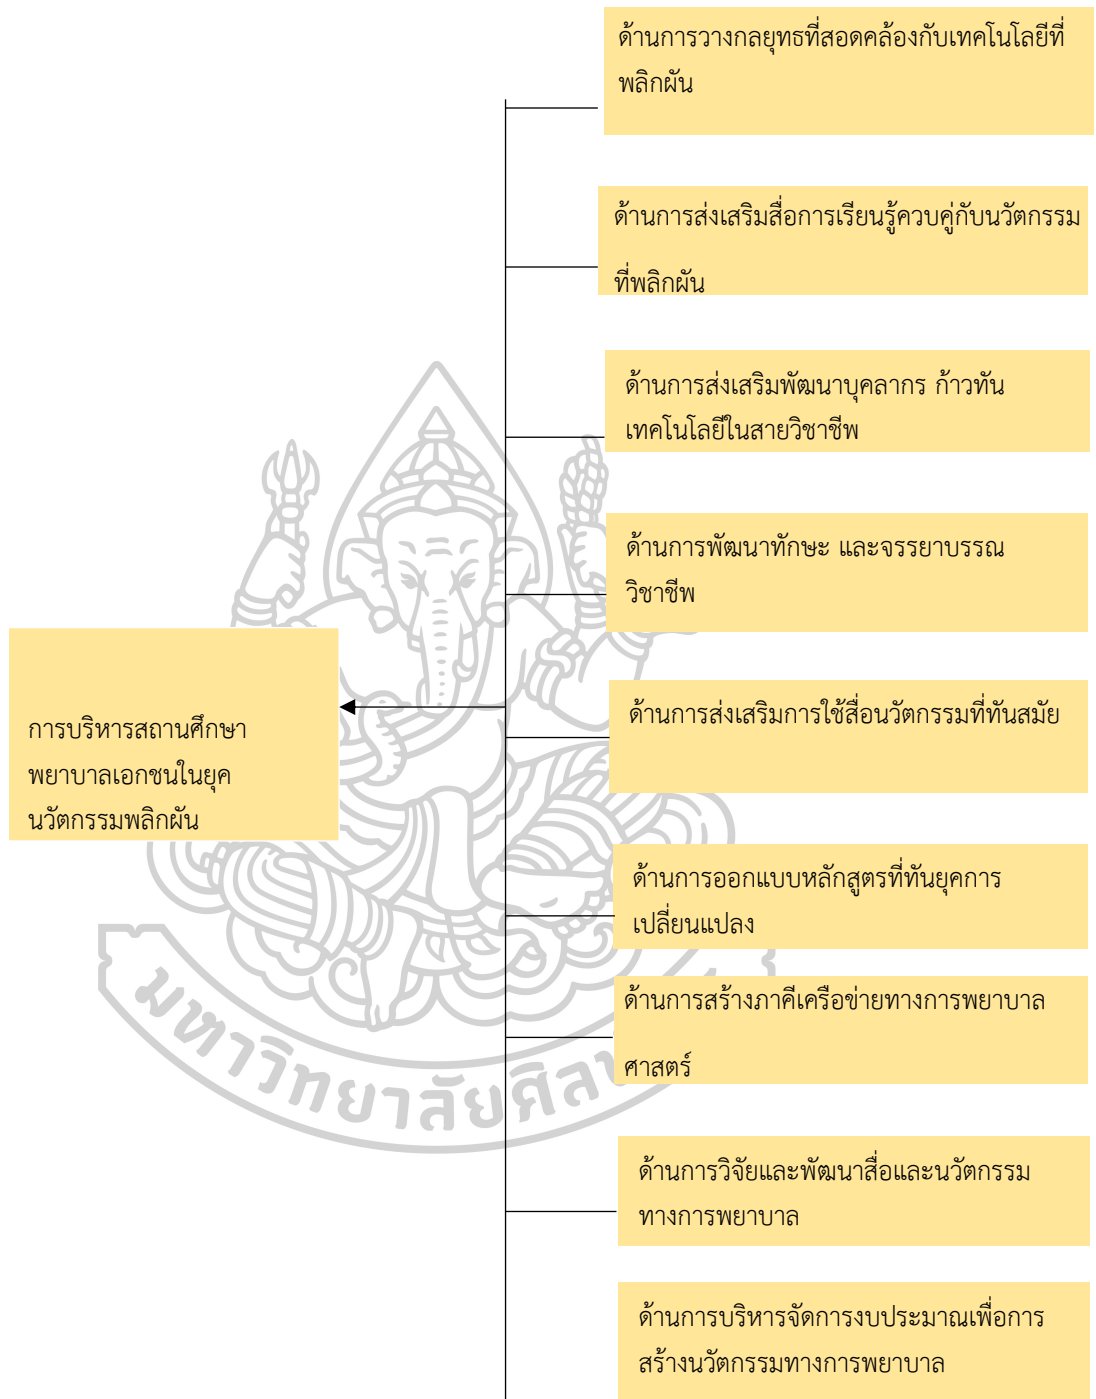 ด้านการวางกลยุทธที่สอดคล้องกับเทคโนโลยีที่
พลิกผัน
ด้านการส่งเสริมสื่อการเรียนรู้ควบคู่กับนวัตกรรม
ที่พลิกผัน
ด้านการส่งเสริมพัฒนาบุคลากร ก้าวทัน
เทคโนโลยีในสายวิชาชีพ
ด้านการพัฒนาทักษะ และจรรยาบรรณ
วิชาชีพ
การบริหารสถานศึกษา
พยาบาลเอกชนในยุค
นวัตกรรมพลิกผัน
ด้านการส่งเสริมการใช้สื่อนวัตกรรมที่ทันสมัย
ด้านการออกแบบหลักสูตรที่ทันยุคการ
เปลี่ยนแปลง
ด้านการสร้างภาคีเครือข่ายทางการพยาบาล
ศาสตร์
มหาวิทยาลัยศิล
ด้านการวิจัยและพัฒนาสื่อและนวัตกรรม
ทางการพยาบาล
ด้านการบริหารจัดการงบประมาณเพื่อการ
สร้างนวัตกรรมทางการพยาบาล